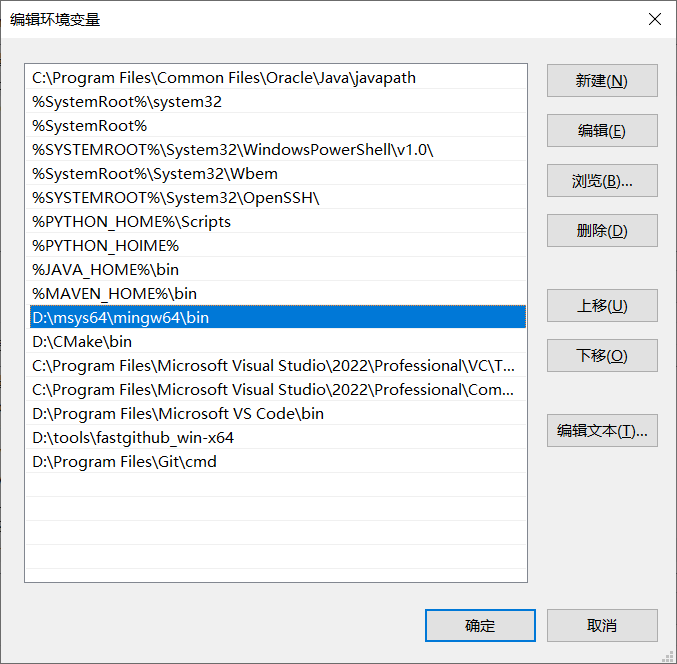 编辑环境变量
C:\Program Files\Common Files\Oracle\Java\javapath
%SystemRoot%\system32
%SystemRoot%
%SYSTEMROOT%\System32\WindowsPowerShell\v1.0\
%SystemRoot%\System32\Wbem
%SYSTEMROOT%\System32\OpenSSH\
%PYTHON_HOME%\Scripts
%PYTHON_HOIME%
%JAVA_HOME%\bin
%MAVEN_HOME%\bin
D:\msys64\mingw64\bin
D:\CMake\bin
C:\Program Files\Microsoft Visual Studio\2022\Professional\VC\T...
C:\Program Files\Microsoft Visual Studio\2022\Professional\Com...
D:\Program Files\Microsoft VS Code\bin
D:\tools\fastgithub_win-x64
D:\Program Files\Git\cmd
新建(N)
编辑(E)
浏览(B)...
删除(D)
上移(U)
下移(O)
编辑文本(T)...
确定
取消